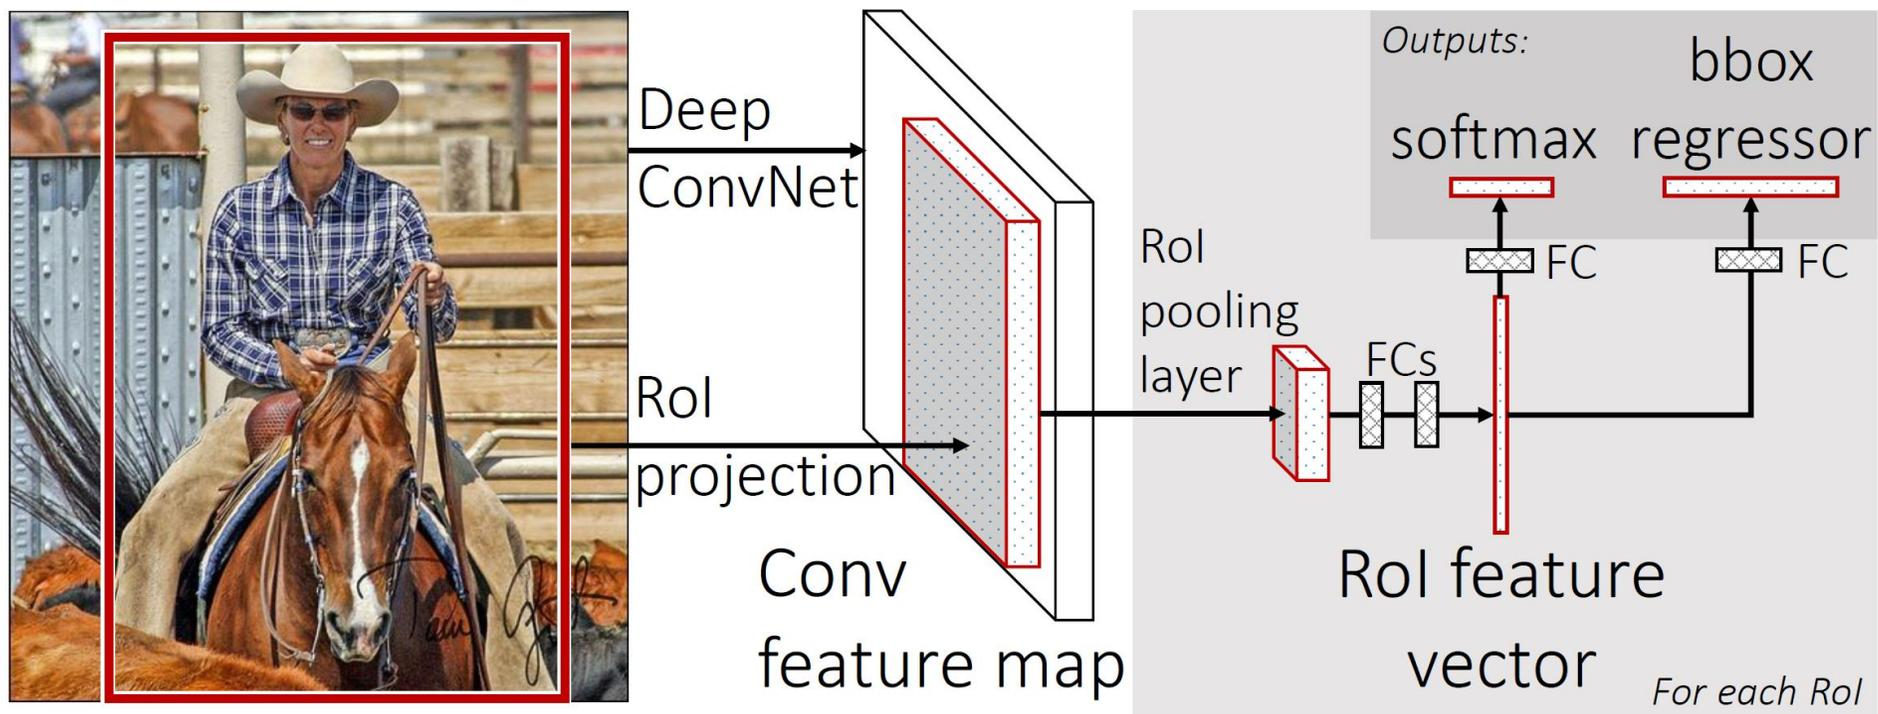 Deep
ConvNet
RoI
projection
Conv
feature map
RoI
pooling
layer
FCs
RoI feature
vector
For each RoI
Outputs:
softmax
bbox
regressor
FC
FC